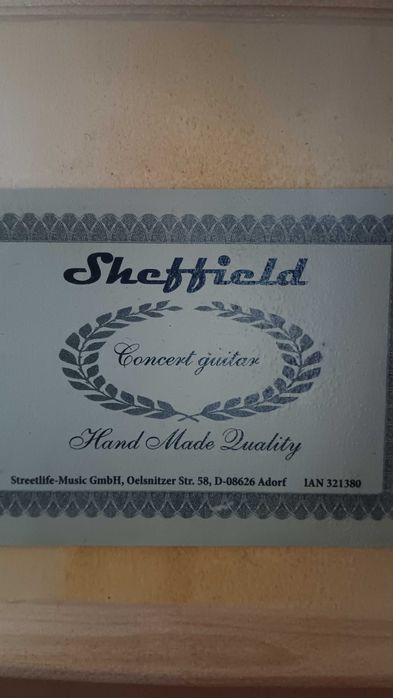 Sheffield
Concert guitar
Hand Made Quality
Streetlife-Music GmbH, Oelsnitzer Str. 58, D-08626 Adorf IAN 321380